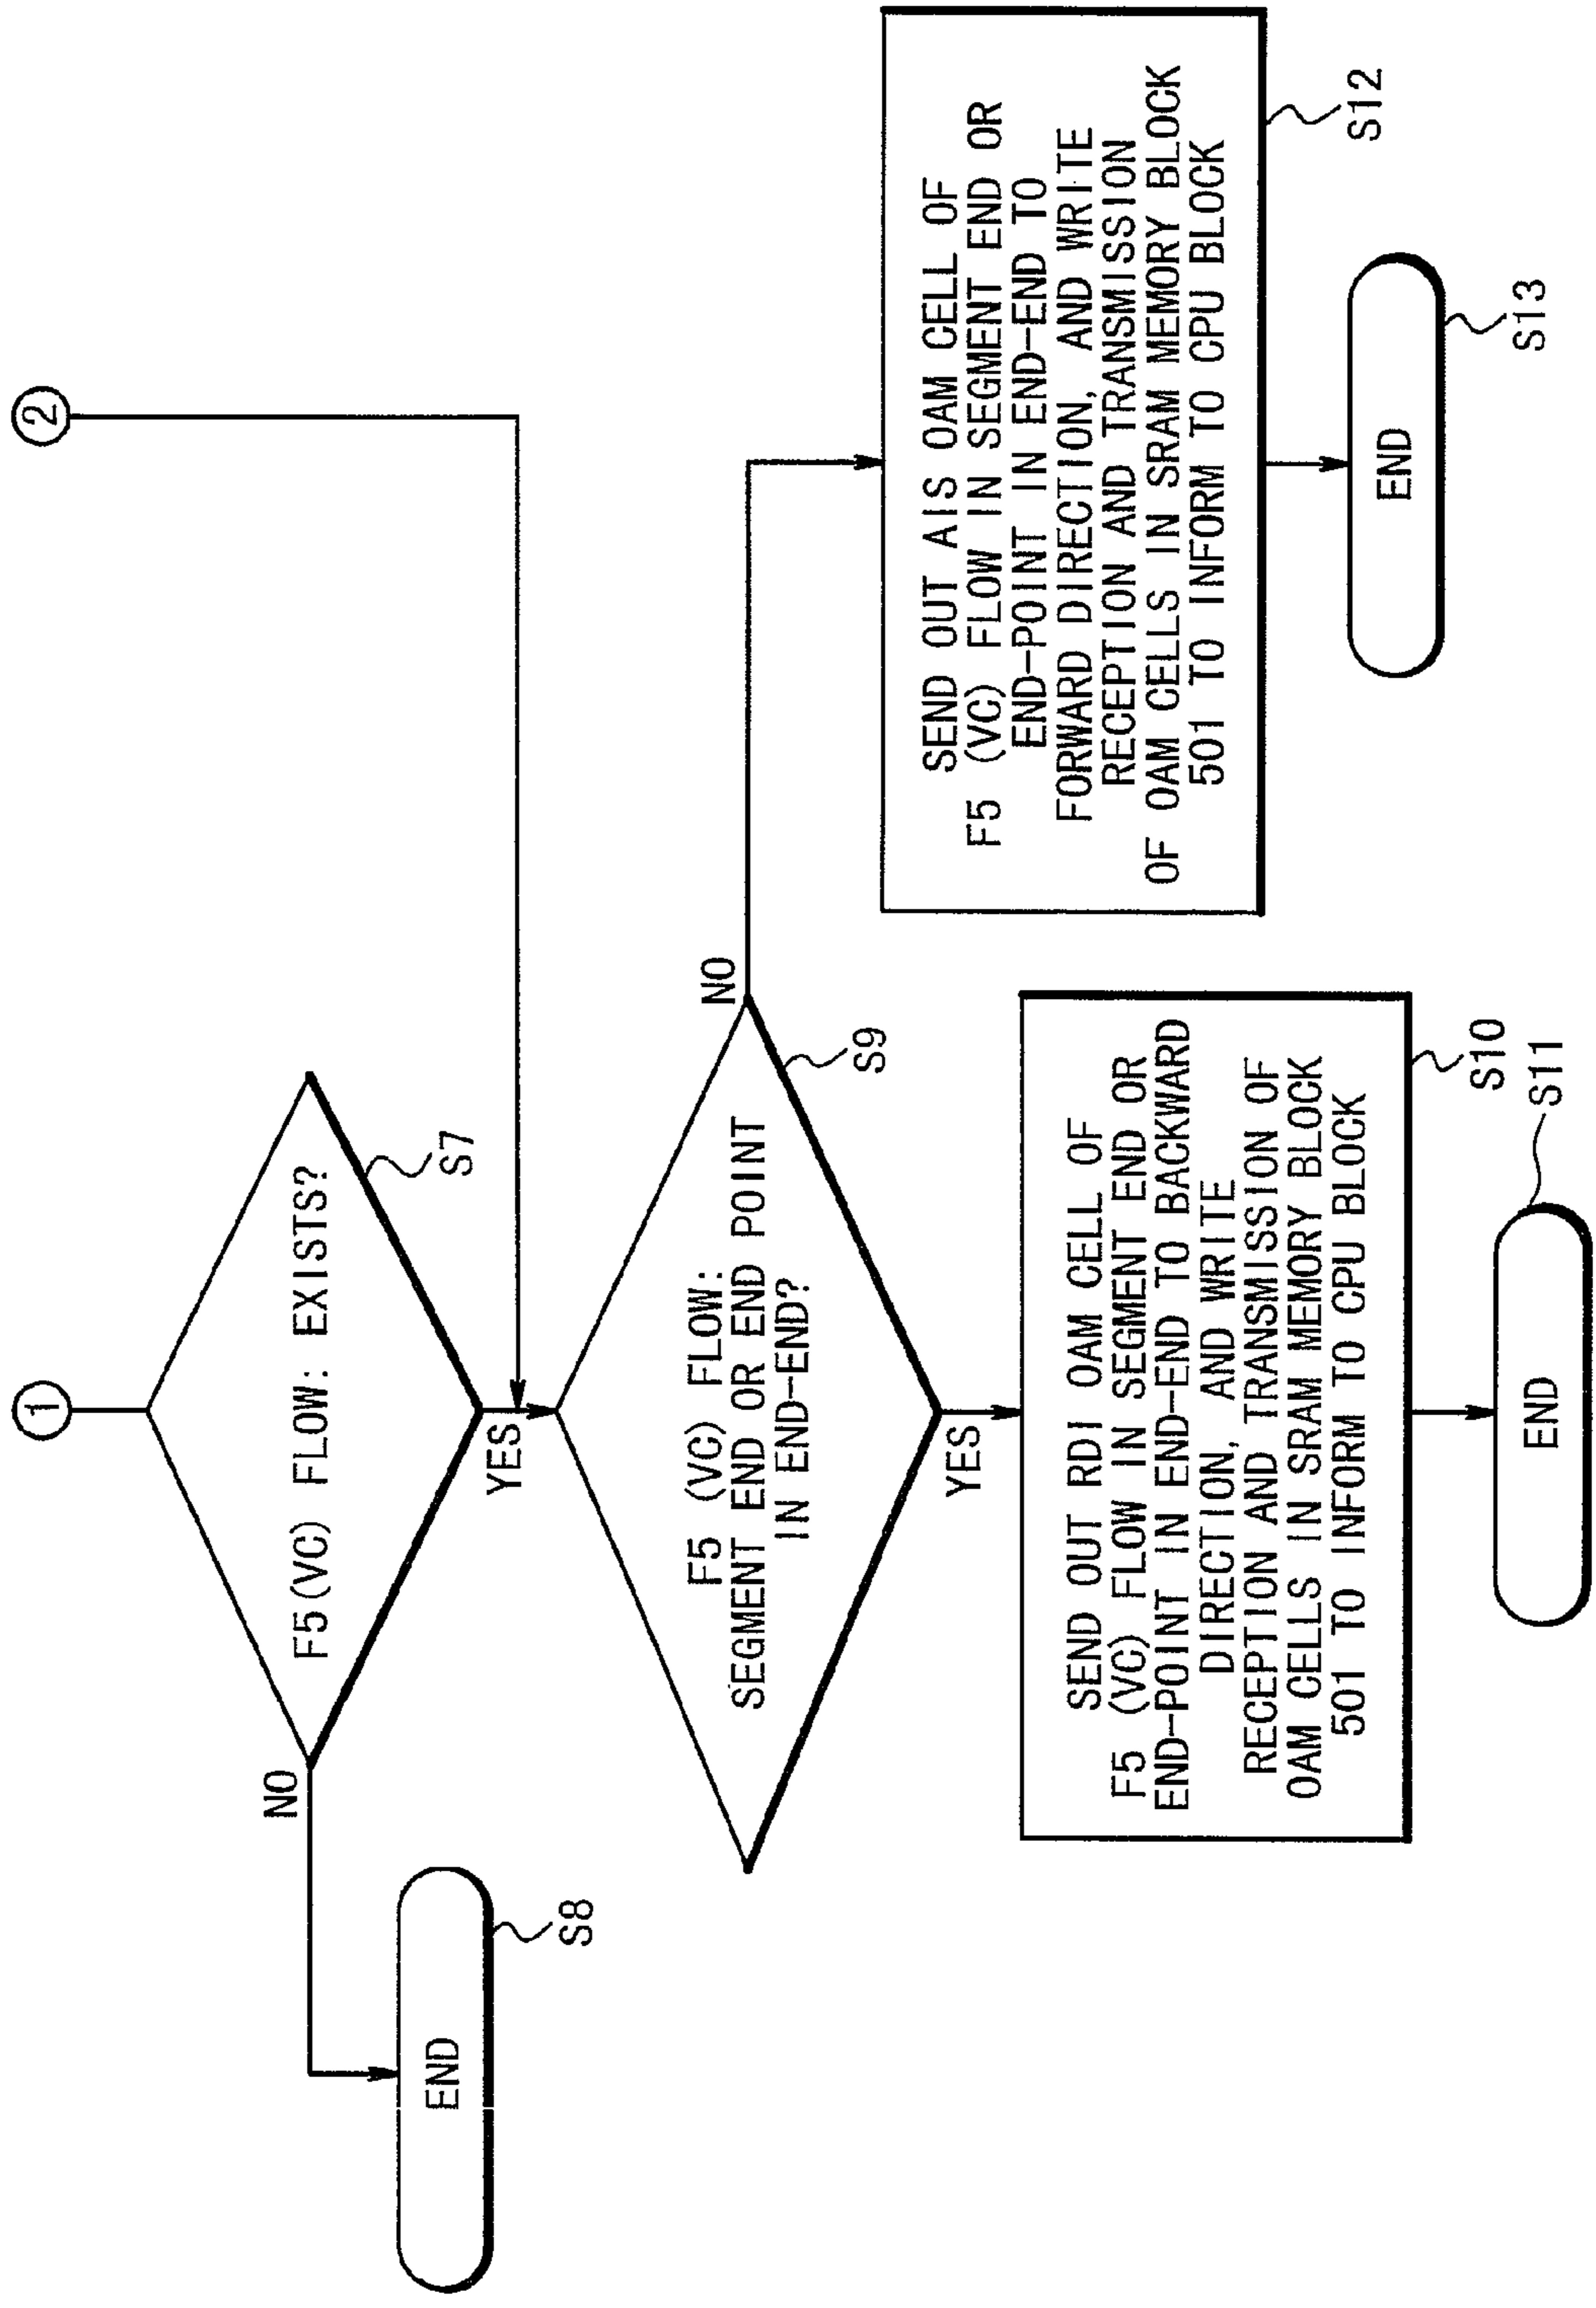 1
2
F5(VC) FLOW: EXISTS?
S7
NO
YES
END
S8
F5 (VC) FLOW:
SEGMENT END OR END POINT
IN END-END?
S9
NO
YES
SEND OUT RDI OAM CELL OF
F5 (VC) FLOW IN SEGMENT END OR
END-POINT IN END-END TO BACKWARD
DIRECTION, AND WRITE
RECEPTION AND TRANSMISSION OF
OAM CELLS IN SRAM MEMORY BLOCK
501 TO INFORM TO CPU BLOCK
S10
END
S11
SEND OUT AIS OAM CELL OF
F5 (VC) FLOW IN SEGMENT END OR
END-POINT IN END-END TO
FORWARD DIRECTION, AND WRITE
RECEPTION AND TRANSMISSION
OF OAM CELLS IN SRAM MEMORY BLOCK
501 TO INFORM TO CPU BLOCK
S12
END
S13